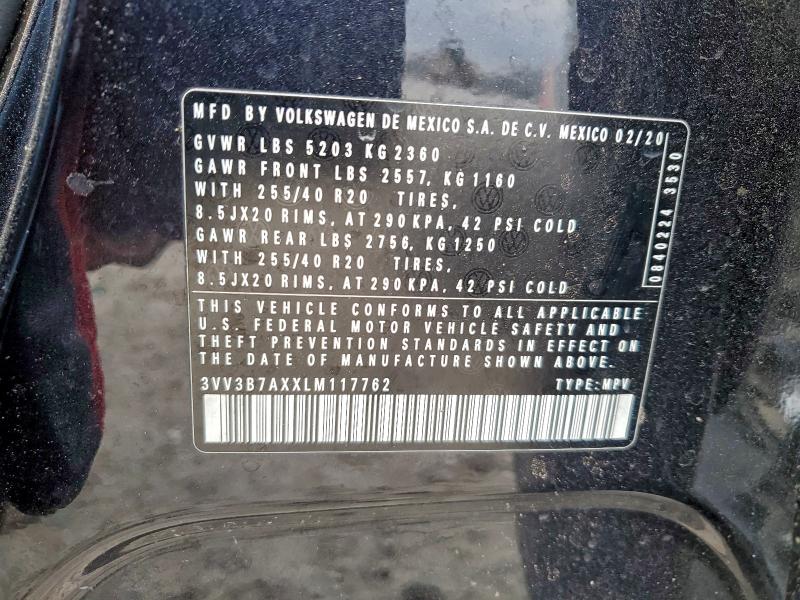 MFD BY VOLKSWAGEN DE MEXICO S.A. DE C.V. MEXICO 02/20
GVWR LBS 5203 KG 2360
GAWR FRONT LBS 2557, KG 1160
WITH 255/40 R20 TIRES,
8.5JX20 RIMS, AT 290 KPA, 42 PSI COLD
GAWR REAR LBS 2756, KG 1250
WITH 255/40 R20 TIRES,
8.5JX20 RIMS, AT 290 KPA, 42 PSI COLD
0840224 3530
THIS VEHICLE CONFORMS TO ALL APPLICABLE
U.S. FEDERAL MOTOR VEHICLE SAFETY AND
THEFT PREVENTION STANDARDS IN EFFECT ON
THE DATE OF MANUFACTURE SHOWN ABOVE.
3VV3B7AXXLM117762 TYPE: MPV